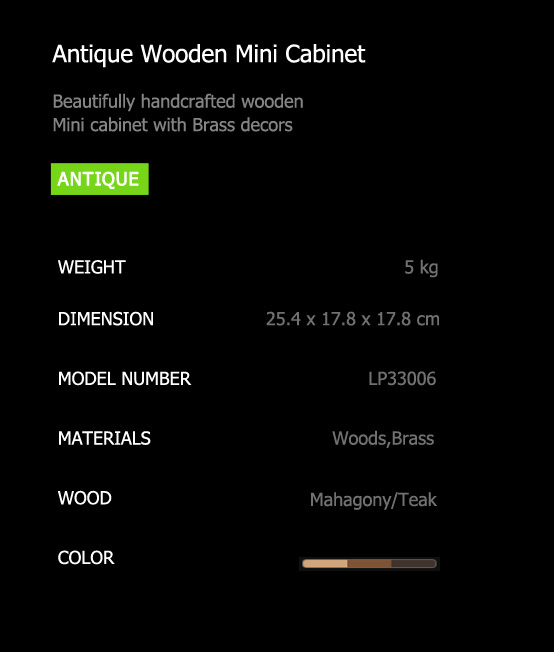 Antique Wooden Mini Cabinet
Beautifully handcrafted wooden
Mini cabinet with Brass decors
ANTIQUE
WEIGHT 5 kg
DIMENSION 25.4 x 17.8 x 17.8 cm
MODEL NUMBER LP33006
MATERIALS Woods,Brass
WOOD Mahagony/Teak
COLOR